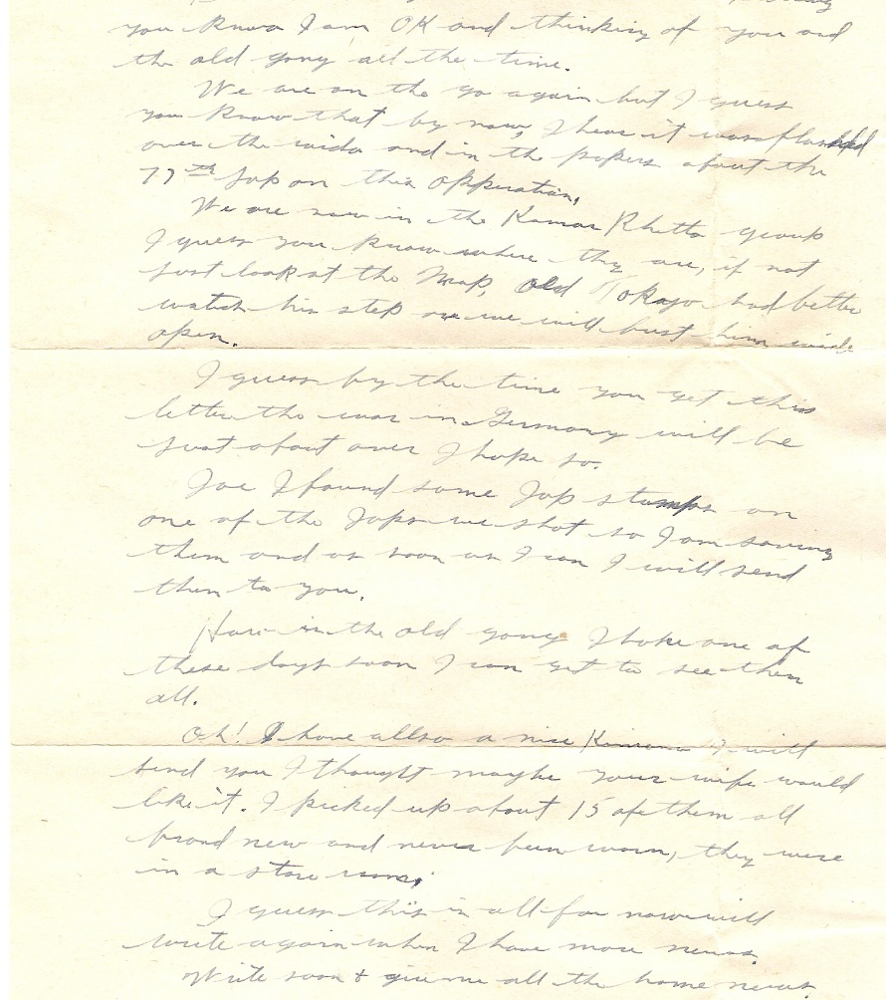 you know I am OK and thinking of you and
the old gang all the time.
We are on the go again but I guess
you know that by now, I hear it was flashed
over the wide and in the papers about the
77th Jap on this opperation,
We are now in the Kamar Rhetto group
I guess you know where they are, if not
just look at the Map, Old Tokajo had better
watch his step or we will bust him wide
open.
I guess by the time you get this
letter the war in Germany will be
just about over I hope so.
Joe I found some Jap stamps on
one of the Japs we shot so I am saving
them and as soon as I can I will send
them to you.
How is the old gang I hope one of
these days soon I can get to see them
all.
Oh! I have allso a nice Kimono I will
send you I thought maybe your wife would
like it. I picked up about 15 of them all
brand new and never been worn, they were
in a store room.
I guess this is all for now will
write again when I have more news.
Write soon & give me all the home news.